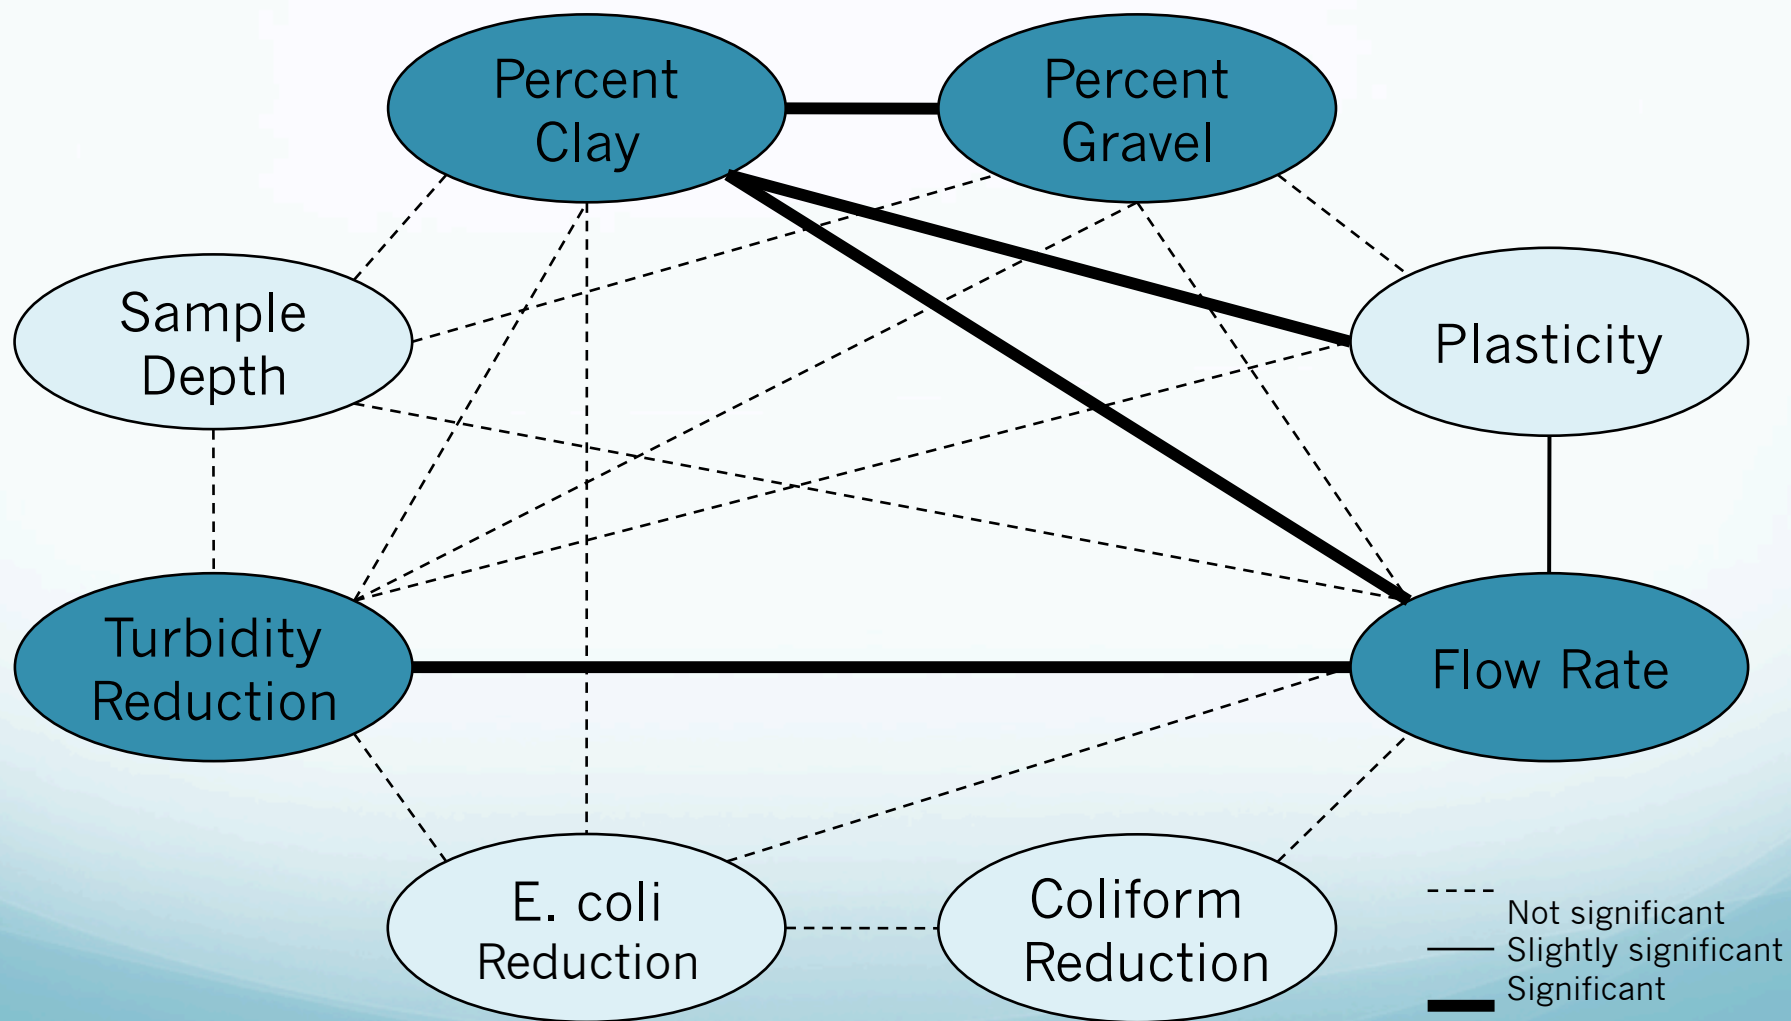 Percent
Clay
Percent
Gravel
Sample
Depth
Plasticity
Turbidity
Reduction
Flow Rate
E. coli
Reduction
Coliform
Reduction
Not significant
Slightly significant
Significant